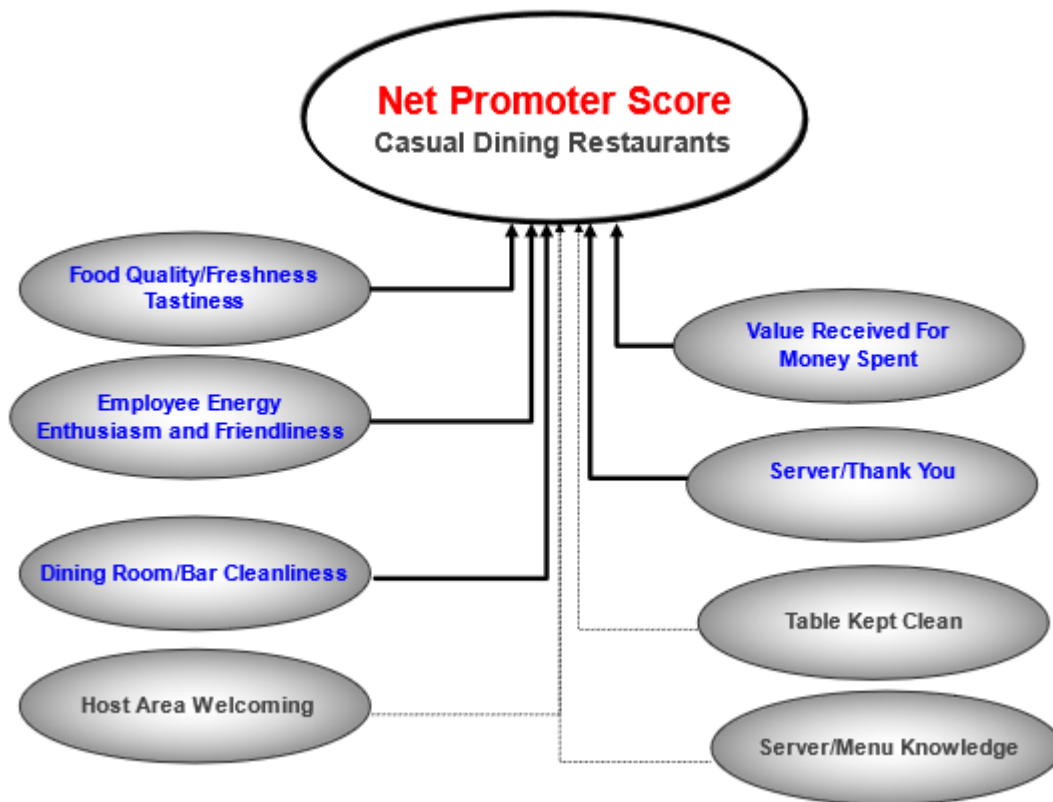 Net Promoter Score
Casual Dining Restaurants
Food Quality/Freshness
Tastiness
Employee Energy
Enthusiasm and Friendliness
Dining Room/Bar Cleanliness
Host Area Welcoming
Value Received For
Money Spent
Server/Thank You
Table Kept Clean
Server/Menu Knowledge